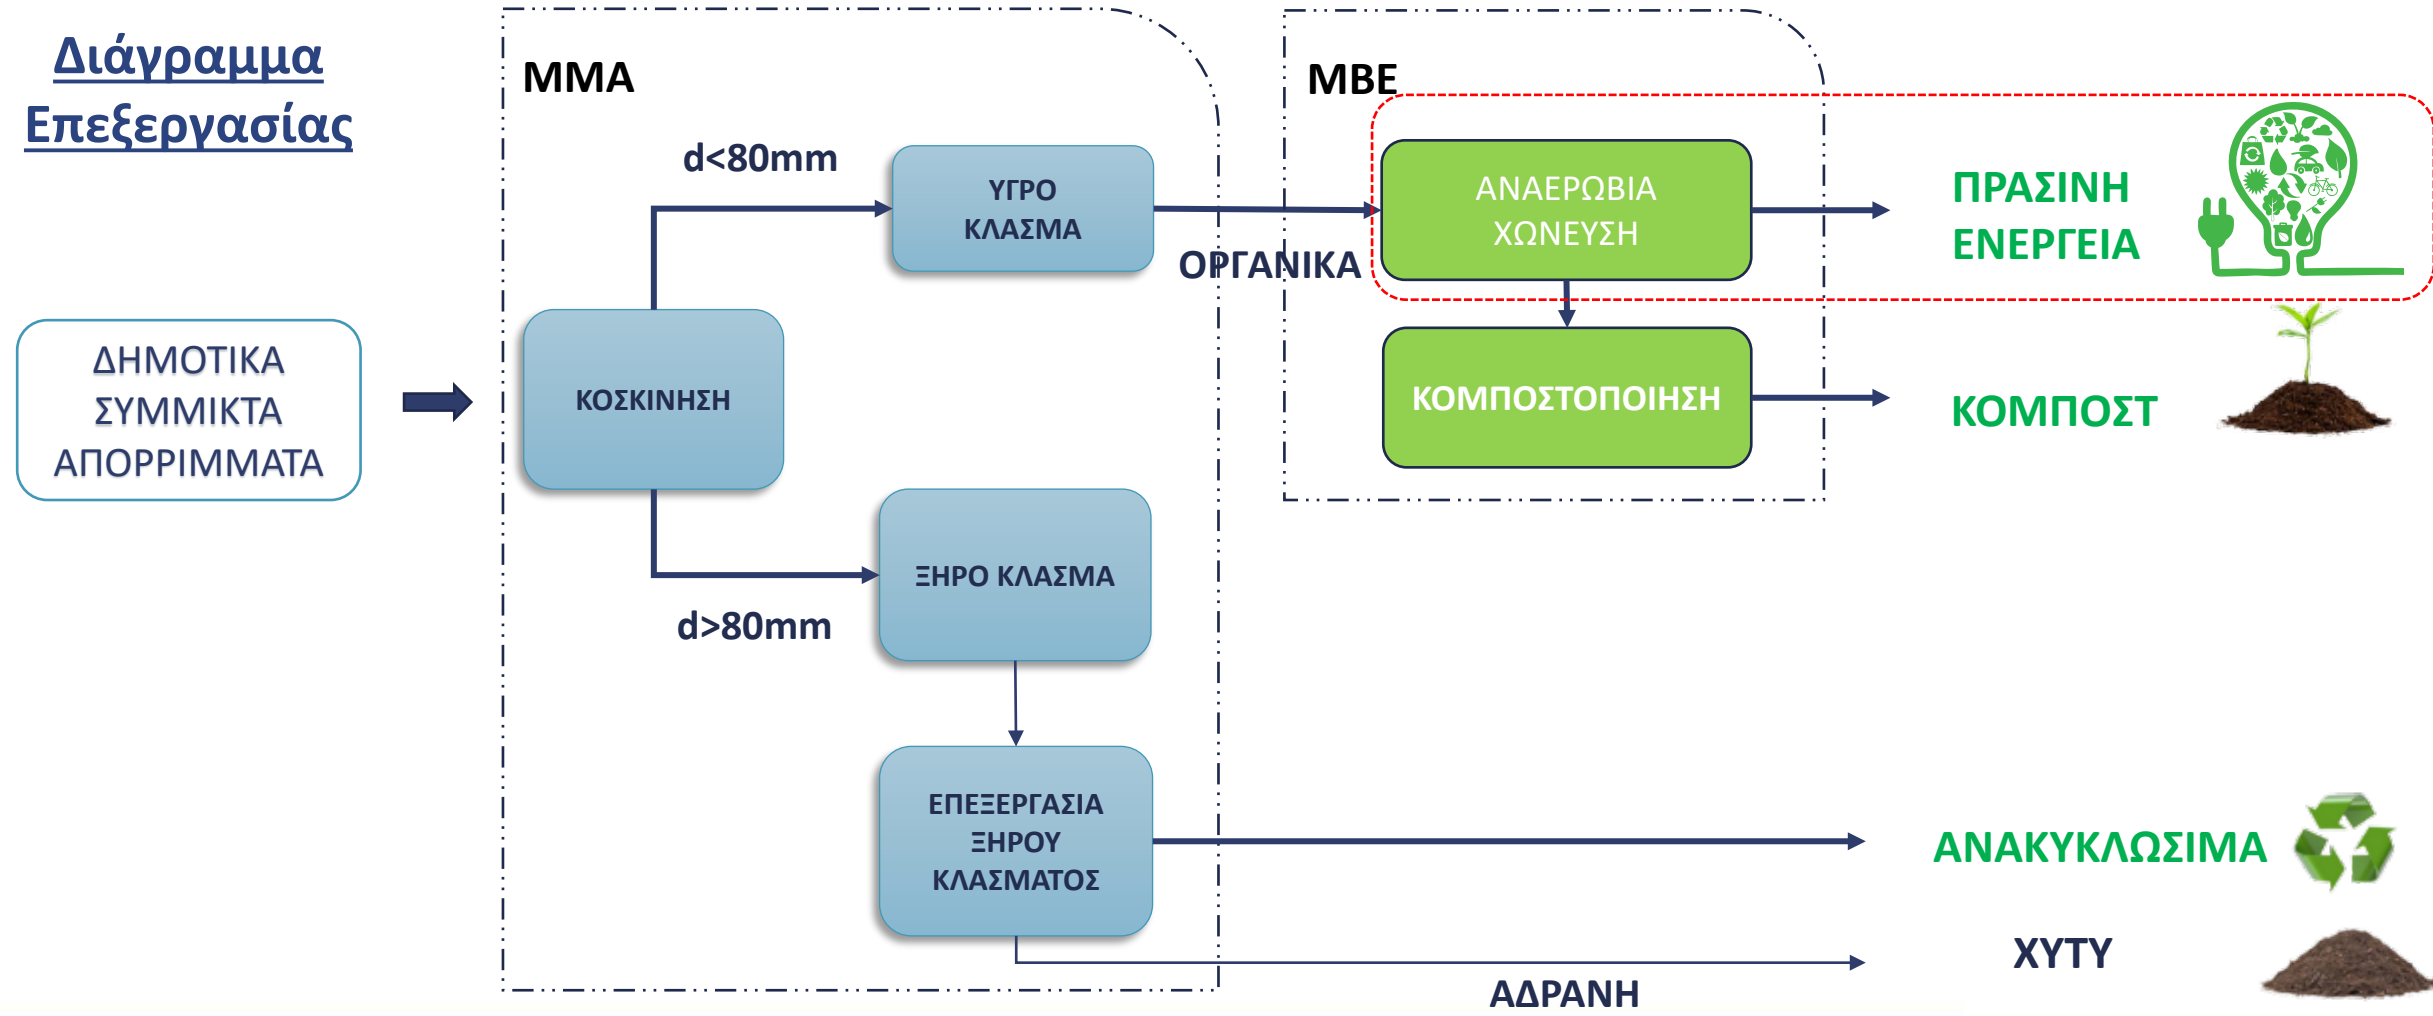 Διάγραμμα
Επεξεργασίας
ΔΗΜΟΤΙΚΑ
ΣΥΜΜΙΚΤΑ
ΑΠΟΡΡΙΜΜΑΤΑ
ΜΜΑ
d<80mm
ΥΓΡΟ
ΚΛΑΣΜΑ
ΚΟΣΚΙΝΗΣΗ
ΞΗΡΟ ΚΛΑΣΜΑ
d>80mm
ΕΠΕΞΕΡΓΑΣΙΑ
ΞΗΡΟΥ
ΚΛΑΣΜΑΤΟΣ
ΟΡΓΑΝΙΚΑ
ΜΒΕ
ΑΝΑΕΡΩΒΙΑ
ΧΩΝΕΥΣΗ
ΚΟΜΠΟΣΤΟΠΟΙΗΣΗ
ΠΡΑΣΙΝΗ
ΕΝΕΡΓΕΙΑ
ΚΟΜΠΟΣΤ
ΑΝΑΚΥΚΛΩΣΙΜΑ
ΧΥΤΥ
ΑΔΡΑΝΗ